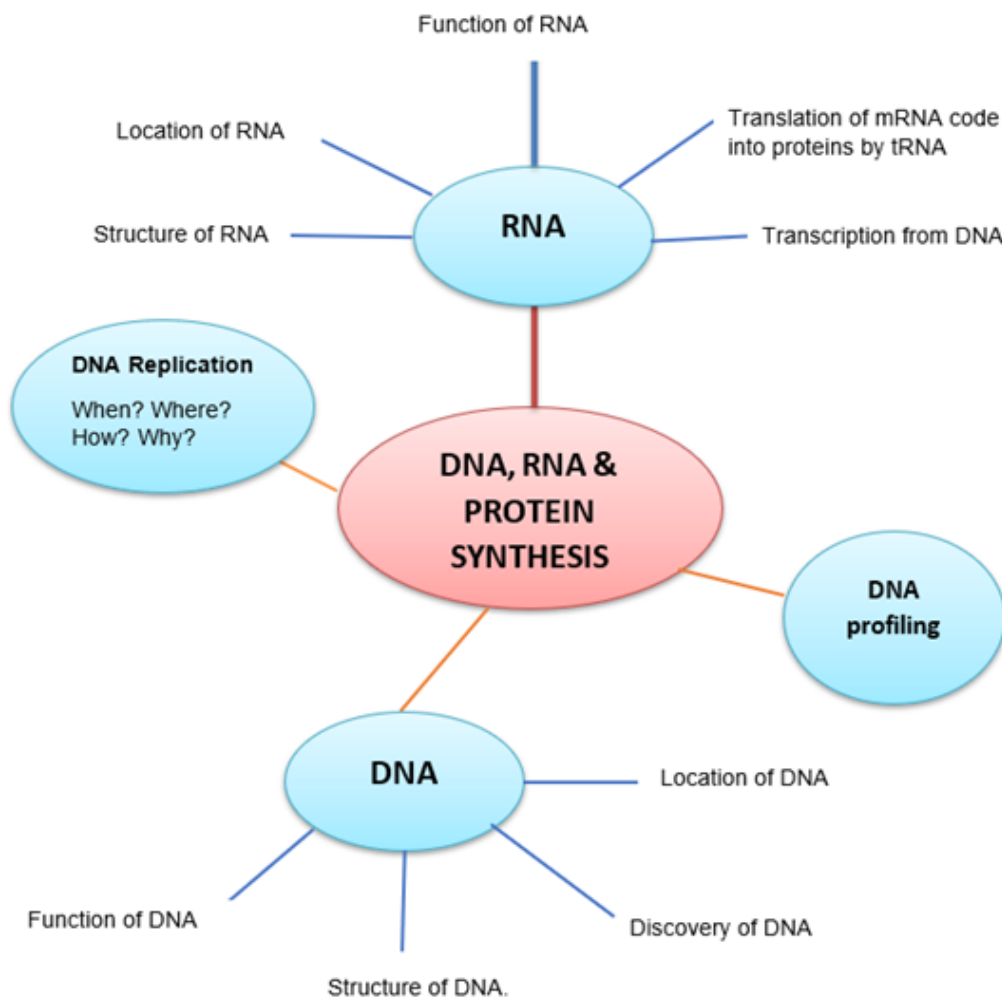 Function of RNA
Location of RNA
Translation of mRNA code
into proteins by tRNA
RNA
Structure of RNA
Transcription from DNA
DNA Replication
When? Where?
How? Why?
DNA, RNA &
PROTEIN
SYNTHESIS
DNA
profiling
DNA
Location of DNA
Function of DNA
Discovery of DNA
Structure of DNA.